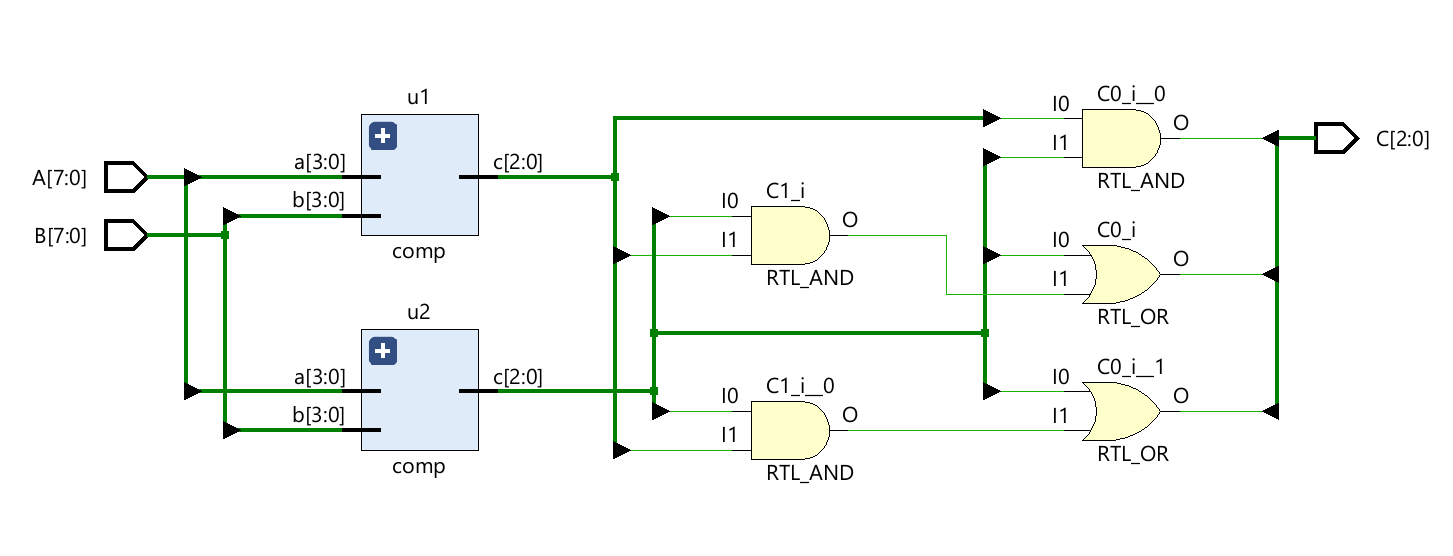 u1
A[7:0]
B[7:0]
a[3:0]
b[3:0]
c[2:0]
comp
u2
a[3:0]
b[3:0]
c[2:0]
comp
C1_i
I0
I1
O
RTL_AND
C1_i__0
I0
I1
O
RTL_AND
C0_i__0
I0
I1
O
RTL_AND
C0_i
I0
I1
O
RTL_OR
C0_i__1
I0
I1
O
RTL_OR
C[2:0]